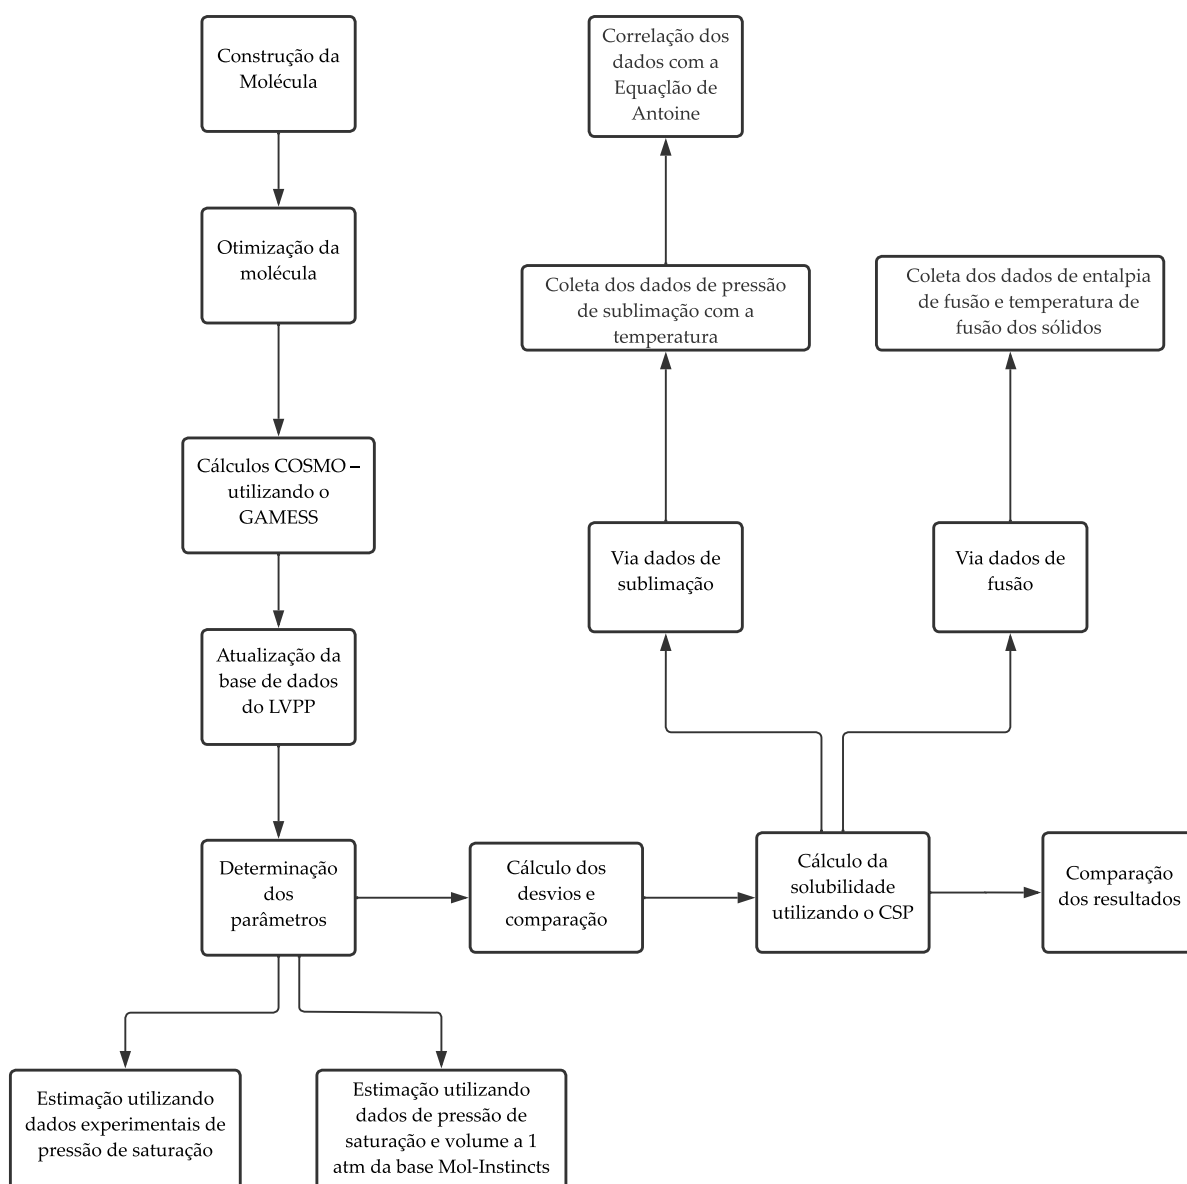 Construção da
Molécula
Correlação dos
dados com a
Equaçlão de
Antoine
Otimização da
molécula
Coleta dos dados de pressão
de sublimação com a
temperatura
Coleta dos dados de entalpia
de fusão e temperatura de
fusão dos sólidos
Cálculos COSMO –
utilizando o
GAMESS
Via dados de
sublimação
Via dados de
fusão
Atualização da
base de dados
do LVPP
Determinação
dos
parâmetros
Cálculo dos
desvios e
comparação
Cálculo da
solubilidade
utilizando o CSP
Comparação
dos resultados
Estimação utilizando
dados experimentais de
pressão de saturação
Estimação utilizando
dados de pressão de
saturação e volume a 1
atm da base Mol-Instincts